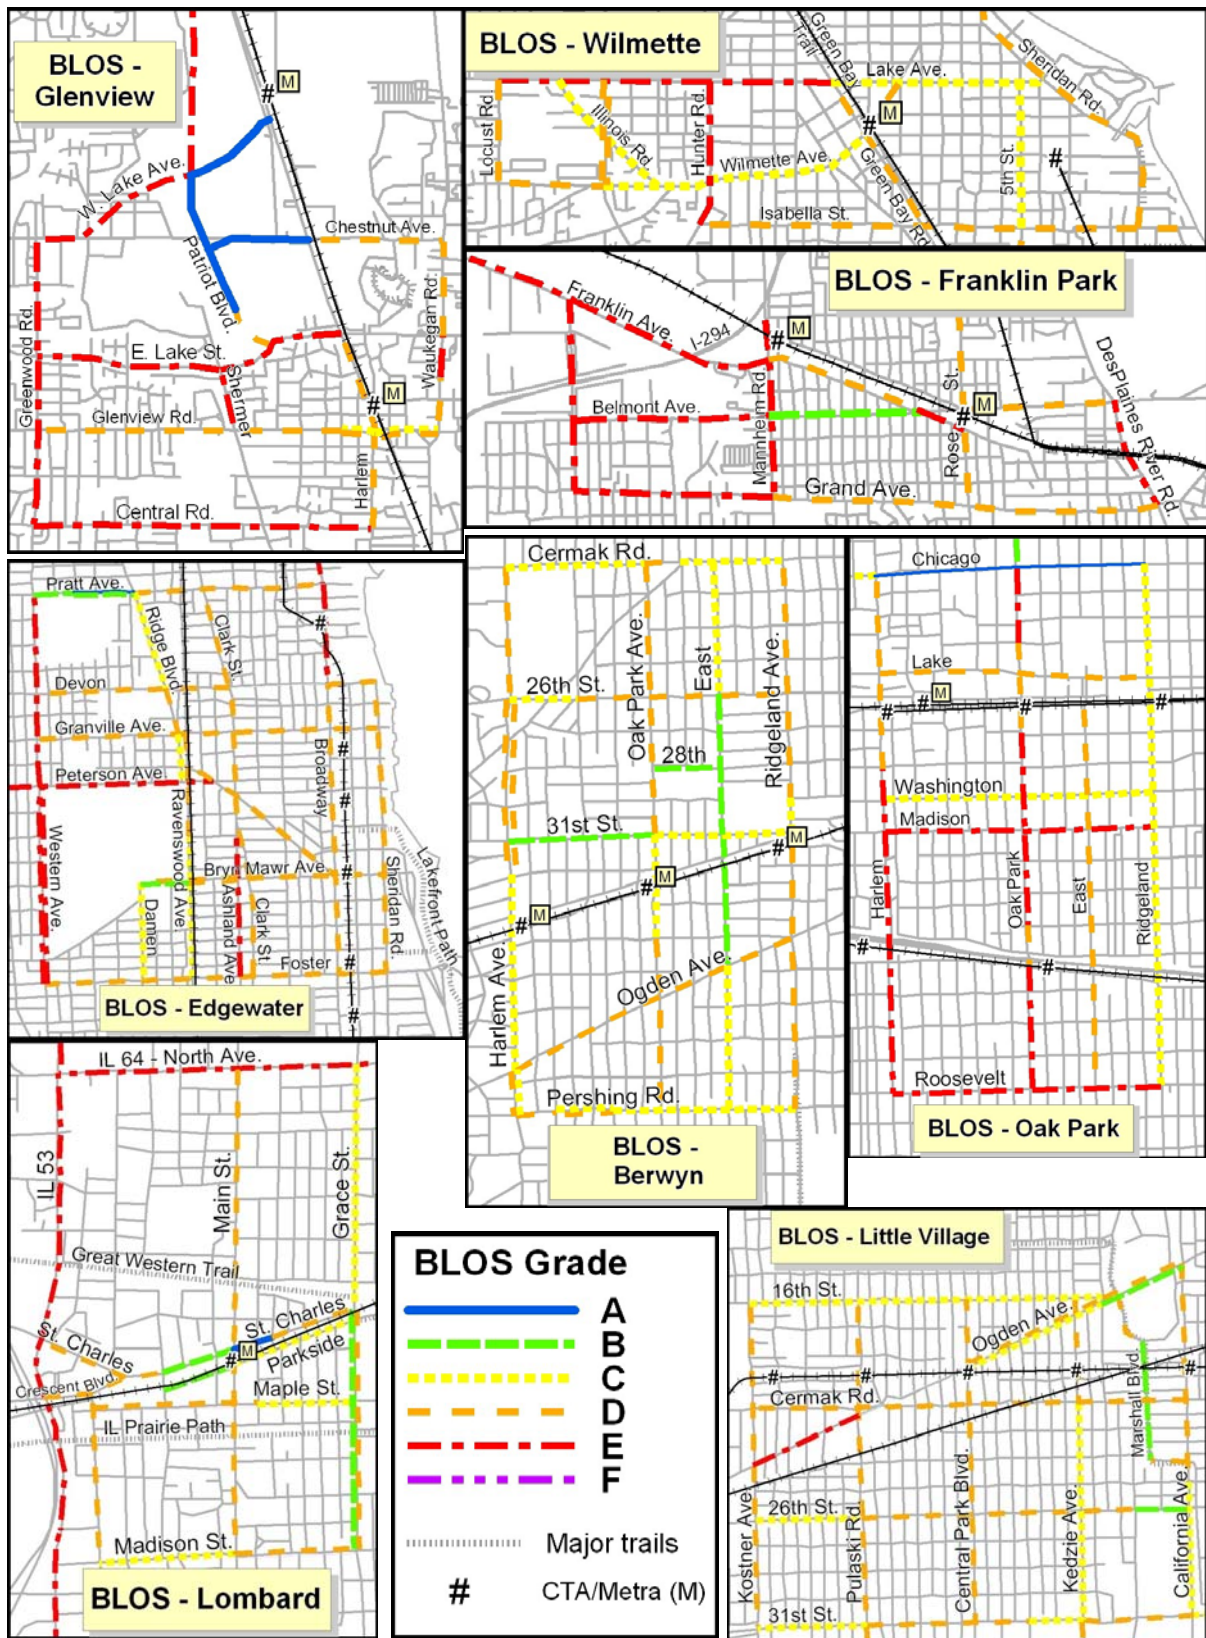 BLOS -
Glenview
M
#
W. Lake Ave.
Chestnut Ave.
Patriot Blvd.
Greenwood Rd.
Waukegan Rd.
E. Lake St.
Shermer
M
#
Glenview Rd.
Harlem
Central Rd.
BLOS - Wilmette
Green Bay
Trail
Lake Ave.
Sheridan Rd.
Locust Rd
Illinois Rd.
Hunter Rd.
M
#
Wilmette Ave.
Green Bay Rd.
5th St.
#
Isabella St.
BLOS - Franklin Park
Franklin Ave.
I-294
M
#
DesPlaines River Rd.
Belmont Ave.
Mannheim Rd.
M
#
Rose St.
Grand Ave.
Pratt Ave.
Ridge Blvd.
Clark St.
#
Devon
Granville Ave.
Broadway
#
Peterson Ave.
#
Western Ave.
Ravenswood Ave.
Bryn Mawr Ave.
#
Damen
Ashland Ave
Clark St.
Sheridan Rd.
Lakefront Path
Foster
#
#
BLOS - Edgewater
Cermak Rd.
Oak Park Ave.
East
Ridgeland Ave.
26th St.
28th
31st St.
M
#
M
#
M
#
Harlem Ave.
Ogden Ave.
Pershing Rd.
BLOS -
Berwyn
Chicago
Lake
M
#
#
#
#
Washington
Madison
Harlem
Oak Park
East
Ridgeland
#
#
Roosevelt
BLOS - Oak Park
IL 64 - North Ave.
IL 53
Main St.
Grace St.
Great Western Trail
St. Charles
St. Charles
M
#
Parkside
Crescent Blvd.
Maple St.
IL Prairie Path
Madison St.
BLOS - Lombard
BLOS Grade
A
B
C
D
E
F
Major trails
# CTA/Metra (M)
BLOS - Little Village
16th St.
Ogden Ave.
#
#
#
#
#
Cermak Rd.
Marshall Blvd.
26th St.
Kostner Ave.
Pulaski Rd.
Central Park Blvd.
Kedzie Ave.
California Ave.
31st St.